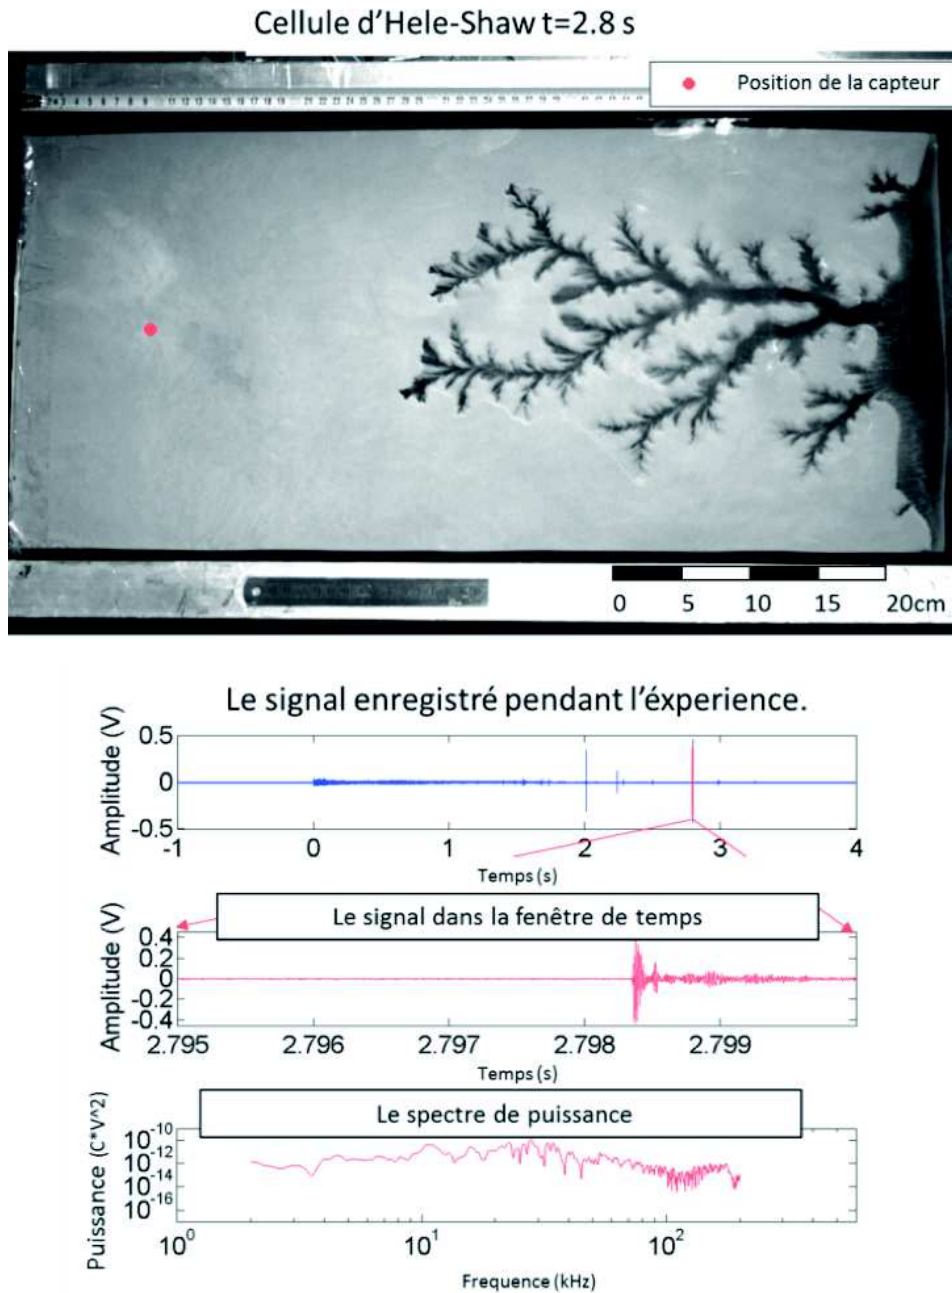 Cellule d'Hele-Shaw t=2.8 s
Position de la capteur
0 5 10 15 20cm
Le signal enregistré pendant l'éxperience.
Amplitude (V)
0.5
0
-0.5
-1 0 1 2 3 4
Temps (s)
Le signal dans la fenêtre de temps
Amplitude (V)
0.4
0.2
0
-0.2
-0.4
2.795 2.796 2.797 2.798 2.799
Temps (s)
Le spectre de puissance
Puissance (C*V^2)
10^-10
10^-12
10^-14
10^-16
10^0 10^1 10^2
Frequence (kHz)